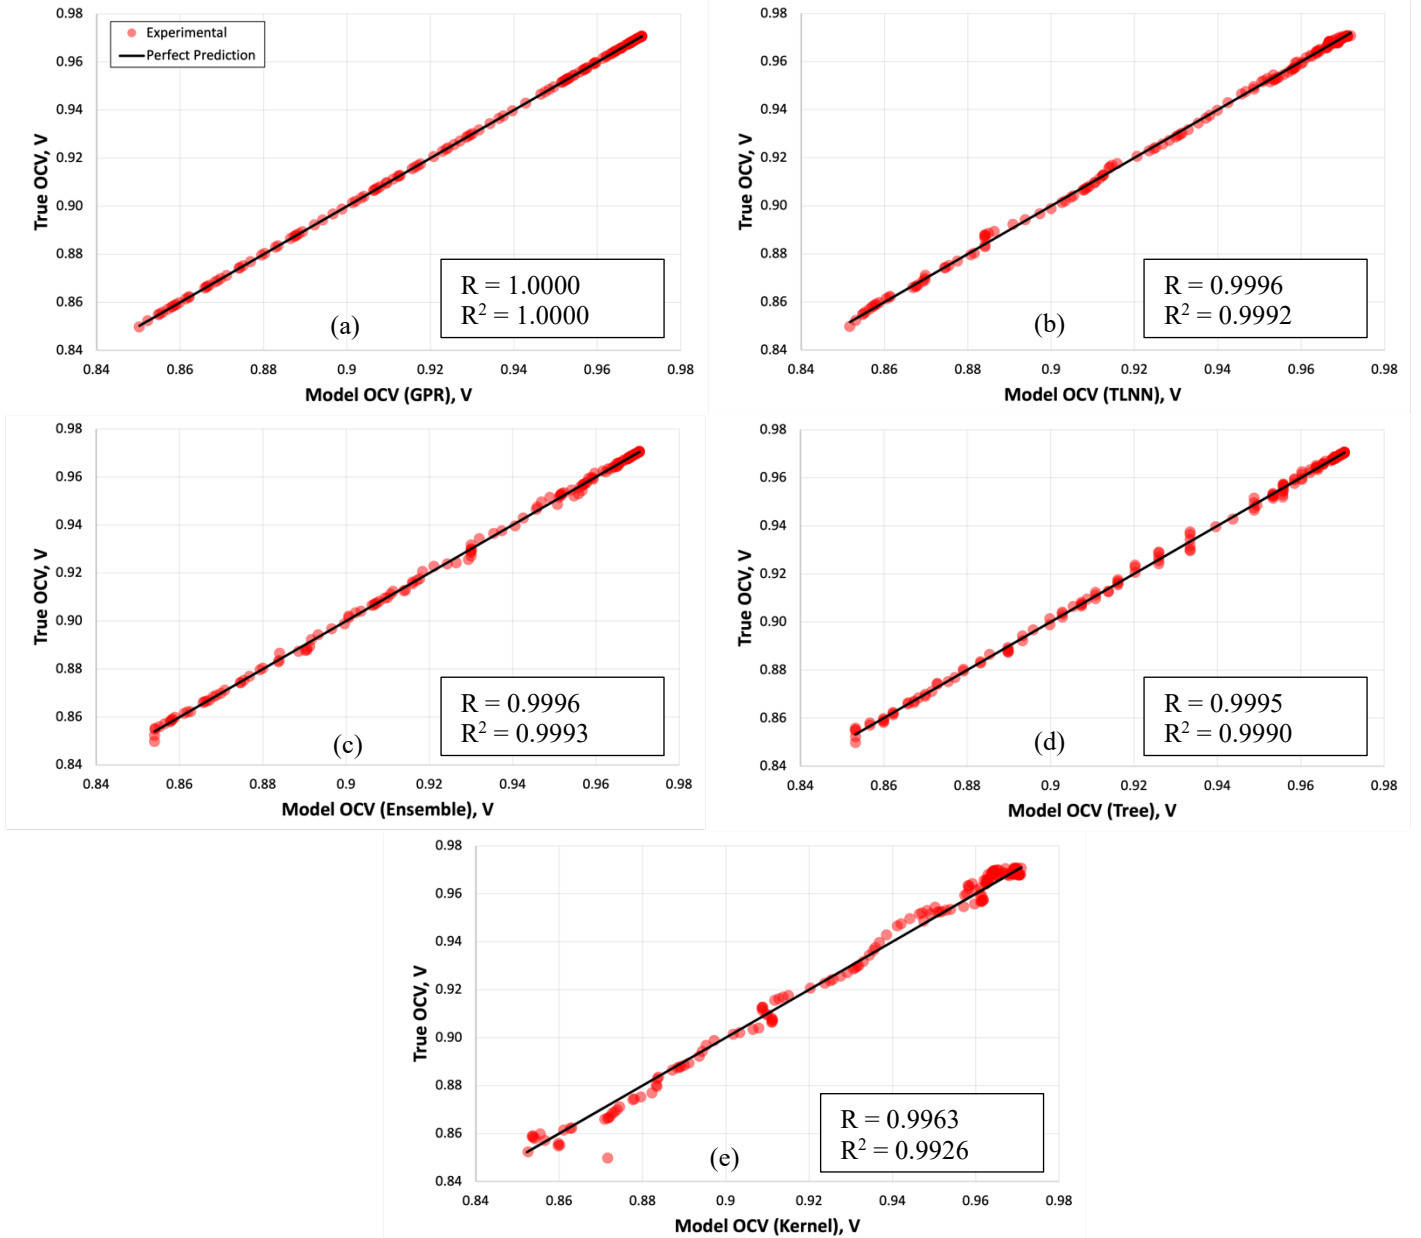 0.98
0.96
0.94
0.92
0.90
0.88
0.86
0.84
True OCV, V
Experimental
Perfect Prediction
R = 1.0000
R² = 1.0000
(a)
0.84 0.86 0.88 0.9 0.92 0.94 0.96 0.98
Model OCV (GPR), V
0.98
0.96
0.94
0.92
0.90
0.88
0.86
0.84
True OCV, V
R = 0.9996
R² = 0.9992
(b)
0.84 0.86 0.88 0.9 0.92 0.94 0.96 0.98
Model OCV (TLNN), V
0.98
0.96
0.94
0.92
0.90
0.88
0.86
0.84
True OCV, V
R = 0.9996
R² = 0.9993
(c)
0.84 0.86 0.88 0.9 0.92 0.94 0.96 0.98
Model OCV (Ensemble), V
0.98
0.96
0.94
0.92
0.90
0.88
0.86
0.84
True OCV, V
R = 0.9995
R² = 0.9990
(d)
0.84 0.86 0.88 0.9 0.92 0.94 0.96 0.98
Model OCV (Tree), V
0.98
0.96
0.94
0.92
0.90
0.88
0.86
0.84
True OCV, V
R = 0.9963
R² = 0.9926
(e)
0.84 0.86 0.88 0.9 0.92 0.94 0.96 0.98
Model OCV (Kernel), V